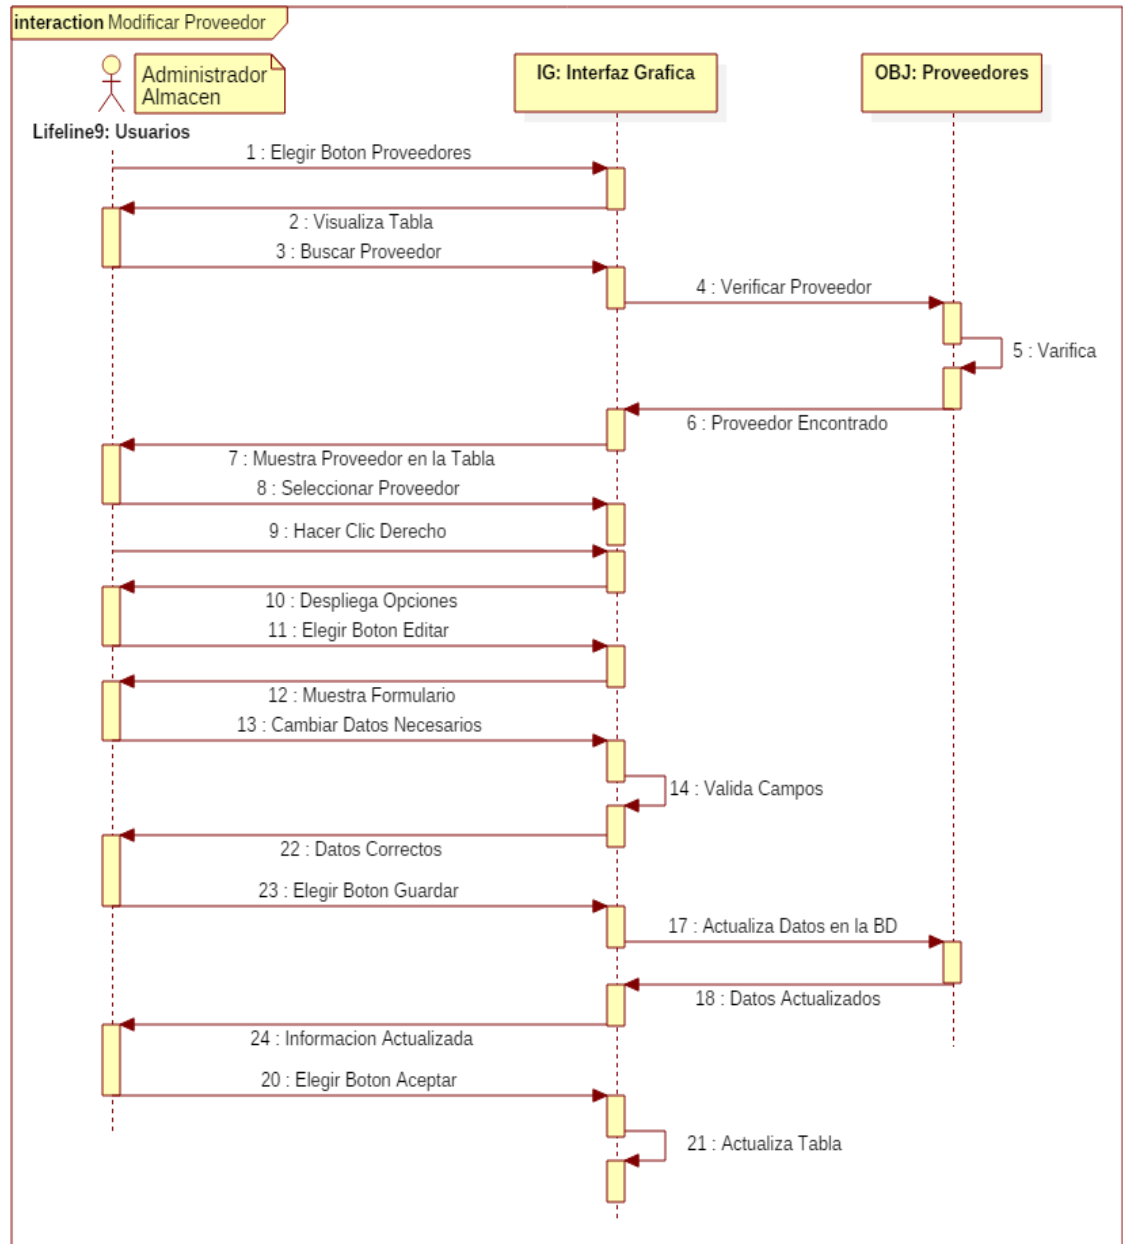 interaction Modificar Proveedor
Administrador
Almacen
IG: Interfaz Grafica
OBJ: Proveedores
Lifeline9: Usuarios
1 : Elegir Boton Proveedores
2 : Visualiza Tabla
3 : Buscar Proveedor
4 : Verificar Proveedor
5 : Varifica
6 : Proveedor Encontrado
7 : Muestra Proveedor en la Tabla
8 : Seleccionar Proveedor
9 : Hacer Clic Derecho
10 : Despliega Opciones
11 : Elegir Boton Editar
12 : Muestra Formulario
13 : Cambiar Datos Necesarios
14 : Valida Campos
22 : Datos Correctos
23 : Elegir Boton Guardar
17 : Actualiza Datos en la BD
18 : Datos Actualizados
24 : Informacion Actualizada
20 : Elegir Boton Aceptar
21 : Actualiza Tabla